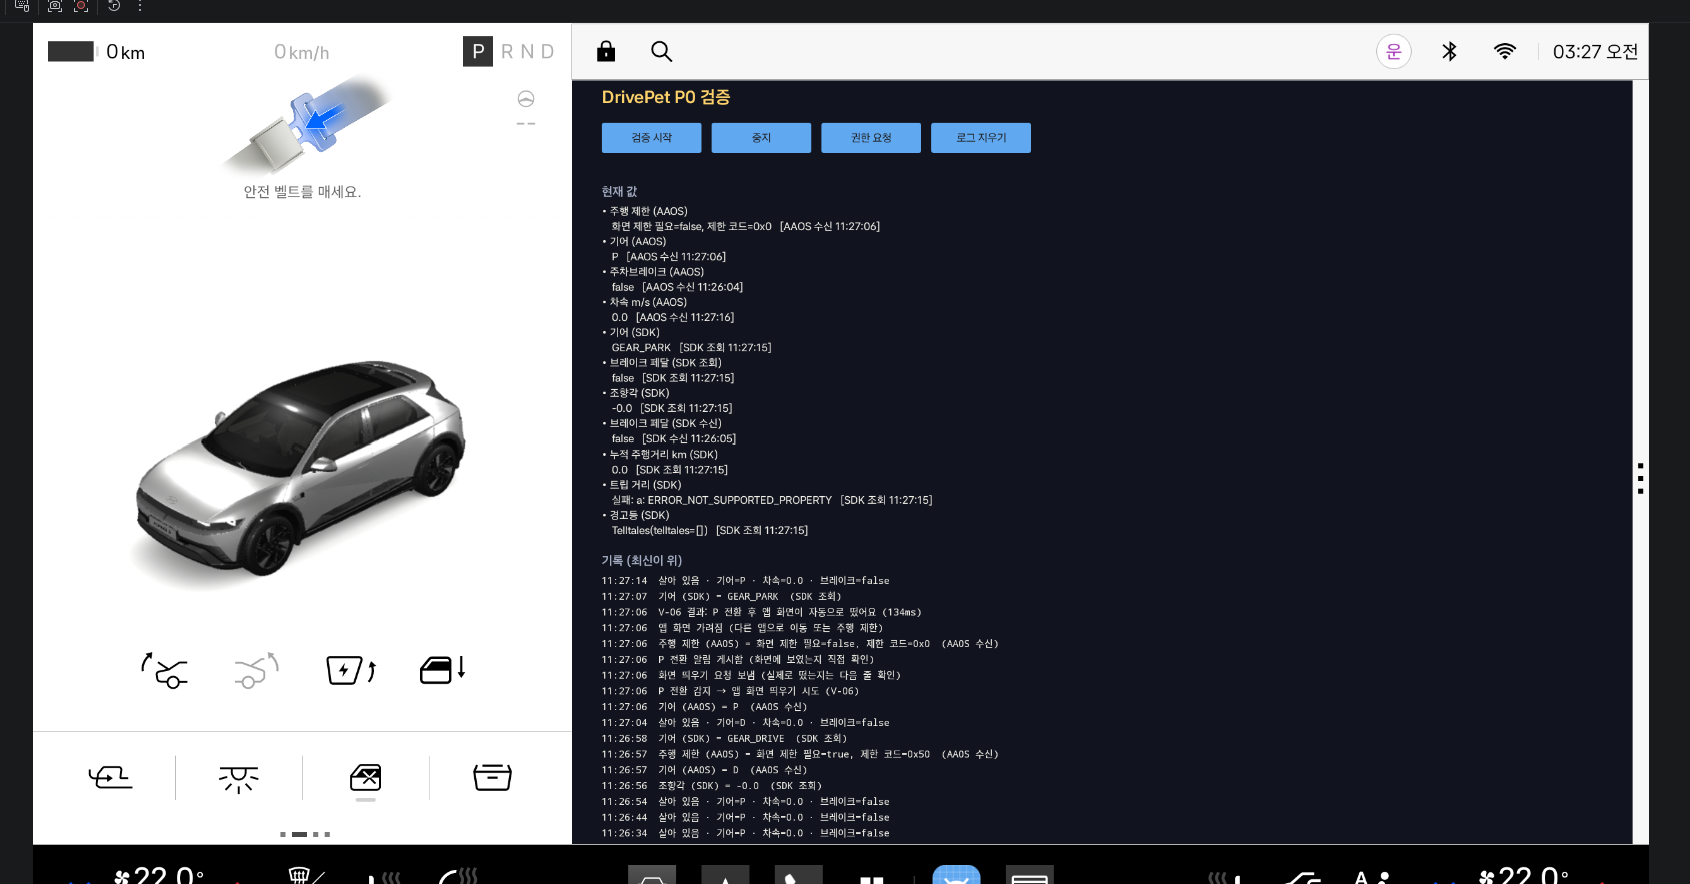 0km
0km/h
P R N D
운
03:27 오전
안전 벨트를 매세요.
DrivePet P0 검증
검증 시작
중지
권한 요청
로그 지우기
현재 값
• 주행 제한 (AAOS)
화면 제한 필요=false, 제한 코드=0x0 [AAOS 수신 11:27:06]
• 기어 (AAOS)
P [AAOS 수신 11:27:06]
• 주차브레이크 (AAOS)
false [AAOS 수신 11:26:04]
• 차속 m/s (AAOS)
0.0 [AAOS 수신 11:27:16]
• 기어 (SDK)
GEAR_PARK [SDK 조회 11:27:15]
• 브레이크 페달 (SDK 조회)
false [SDK 조회 11:27:15]
• 조향각 (SDK)
-0.0 [SDK 조회 11:27:15]
• 브레이크 페달 (SDK 수신)
false [SDK 수신 11:26:05]
• 누적 주행거리 km (SDK)
0.0 [SDK 조회 11:27:15]
• 트립 거리 (SDK)
실패: a: ERROR_NOT_SUPPORTED_PROPERTY [SDK 조회 11:27:15]
• 경고등 (SDK)
Telltales(telltales=[]) [SDK 조회 11:27:15]
기록 (최신이 위)
11:27:14 살아 있음 · 기어=P · 차속=0.0 · 브레이크=false
11:27:07 기어 (SDK) = GEAR_PARK (SDK 조회)
11:27:06 V-06 결과: P 전환 후 앱 화면이 자동으로 떴어요 (134ms)
11:27:06 앱 화면 가려짐 (다른 앱으로 이동 또는 주행 제한)
11:27:06 주행 제한 (AAOS) = 화면 제한 필요=false, 제한 코드=0x0 (AAOS 수신)
11:27:06 P 전환 알림 게시함 (화면에 보였는지 직접 확인)
11:27:06 화면 띄우기 요청 보냄 (실제로 떴는지는 다음 줄 확인)
11:27:06 P 전환 감지 → 앱 화면 띄우기 시도 (V-06)
11:27:06 기어 (AAOS) = P (AAOS 수신)
11:27:04 살아 있음 · 기어=D · 차속=0.0 · 브레이크=false
11:26:58 기어 (SDK) = GEAR_DRIVE (SDK 조회)
11:26:57 주행 제한 (AAOS) = 화면 제한 필요=true, 제한 코드=0x50 (AAOS 수신)
11:26:57 기어 (AAOS) = D (AAOS 수신)
11:26:56 조향각 (SDK) = -0.0 (SDK 조회)
11:26:54 살아 있음 · 기어=P · 차속=0.0 · 브레이크=false
11:26:44 살아 있음 · 기어=P · 차속=0.0 · 브레이크=false
11:26:34 살아 있음 · 기어=P · 차속=0.0 · 브레이크=false
22.0°
A
22.0°